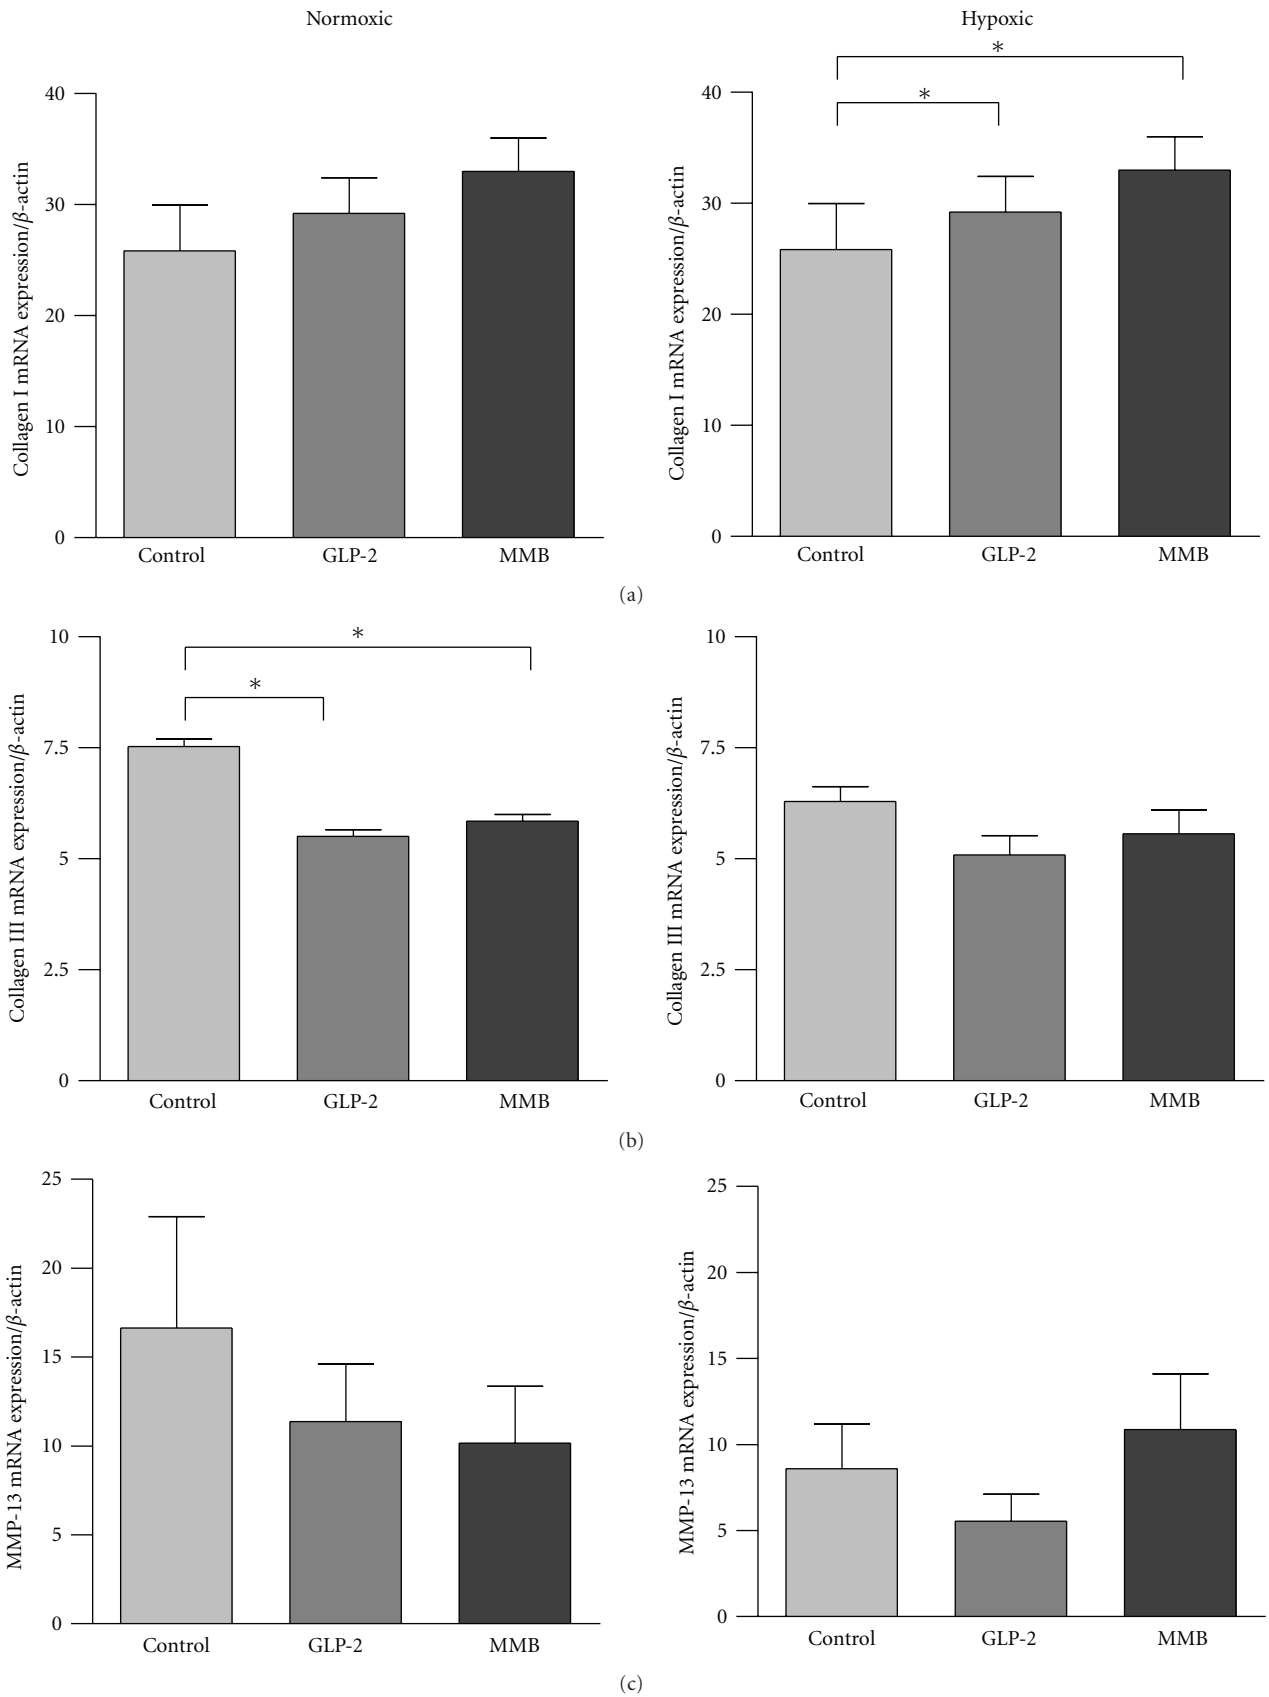 Normoxic
Hypoxic
Collagen I mRNA expression/β-actin
40
30
20
10
0
Control GLP-2 MMB
Collagen I mRNA expression/β-actin
40
30
20
10
0
*
*
Control GLP-2 MMB
(a)
Collagen III mRNA expression/β-actin
10
7.5
5
2.5
0
*
*
Control GLP-2 MMB
Collagen III mRNA expression/β-actin
10
7.5
5
2.5
0
Control GLP-2 MMB
(b)
MMP-13 mRNA expression/β-actin
25
20
15
10
5
0
Control GLP-2 MMB
MMP-13 mRNA expression/β-actin
25
20
15
10
5
0
Control GLP-2 MMB
(c)